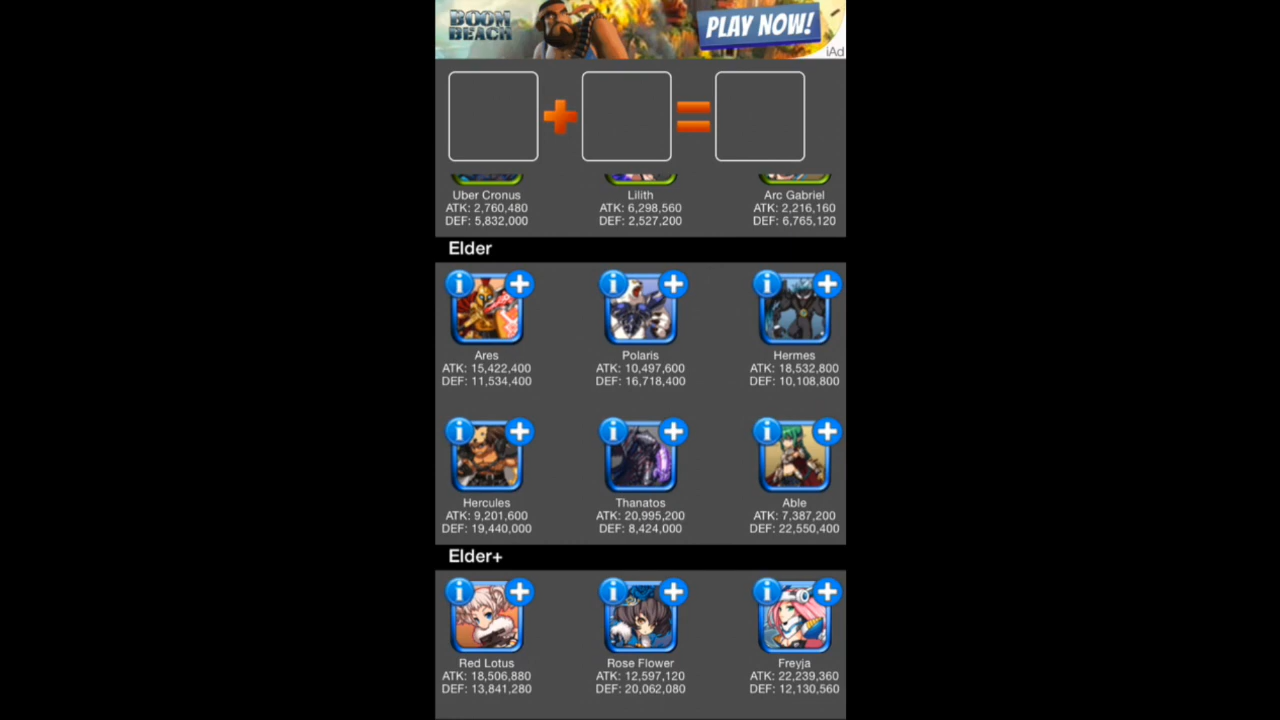 BOOM
BEACH
PLAY NOW!
iAd
Uber Cronus
ATK: 2,760,480
DEF: 5,832,000
Lilith
ATK: 6,298,560
DEF: 2,527,200
Arc Gabriel
ATK: 2,216,160
DEF: 6,765,120
Elder
Ares
ATK: 15,422,400
DEF: 11,534,400
Polaris
ATK: 10,497,600
DEF: 16,718,400
Hermes
ATK: 18,532,800
DEF: 10,108,800
Hercules
ATK: 9,201,600
DEF: 19,440,000
Thanatos
ATK: 20,995,200
DEF: 8,424,000
Able
ATK: 7,387,200
DEF: 22,550,400
Elder+
Red Lotus
ATK: 18,506,880
DEF: 13,841,280
Rose Flower
ATK: 12,597,120
DEF: 20,062,080
Freyja
ATK: 22,239,360
DEF: 12,130,560